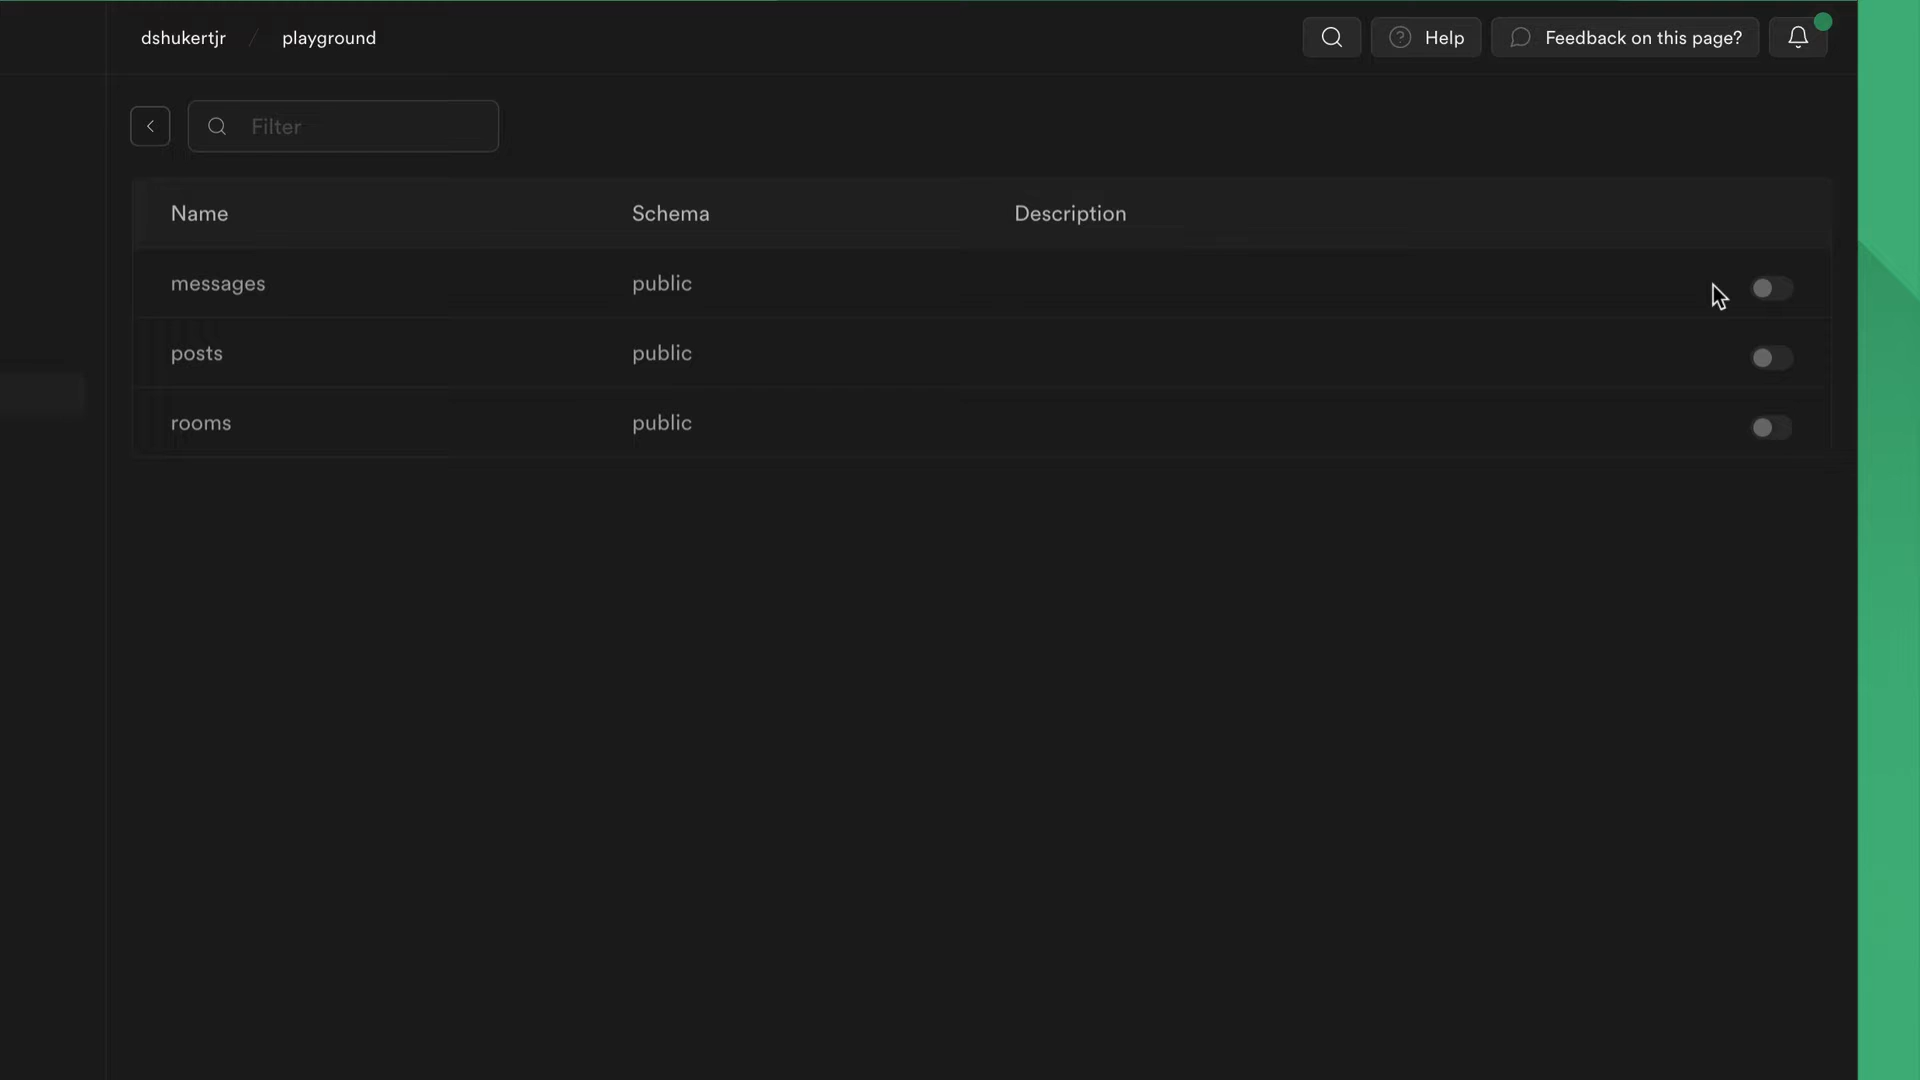 dshukertjr / playground
Help
Feedback on this page?
Filter
Name Schema Description
messages public
posts public
rooms public